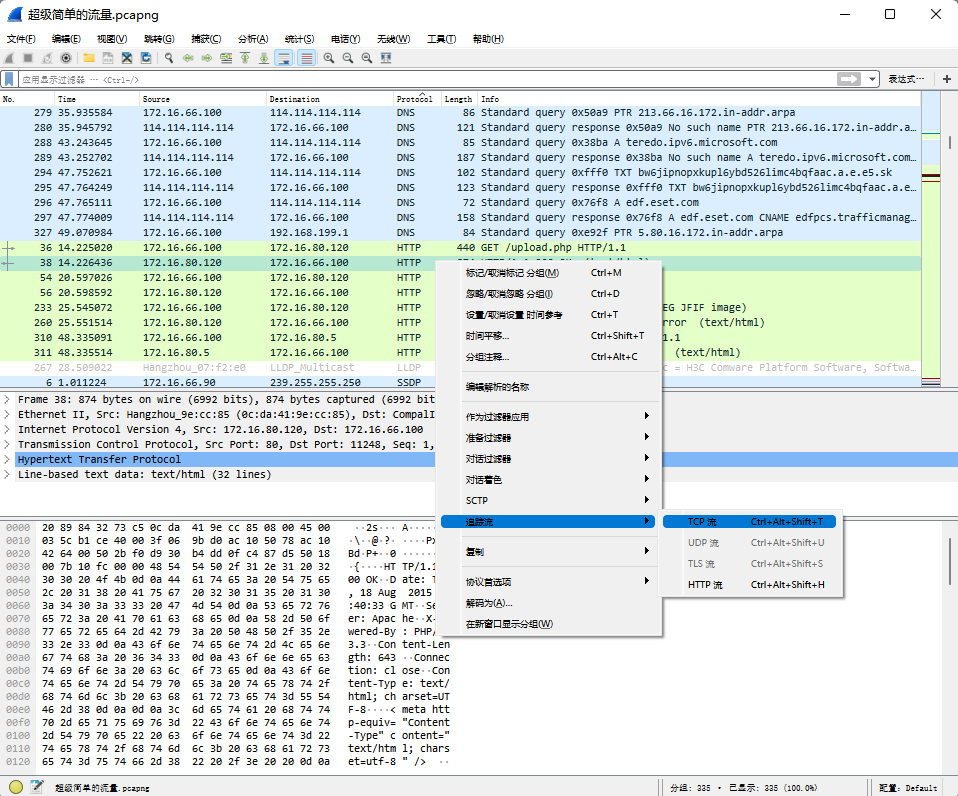 超级简单的流量.pcapng
文件(F) 编辑(E) 视图(V) 跳转(G) 捕获(C) 分析(A) 统计(S) 电话(Y) 无线(W) 工具(T) 帮助(H)
应用显示过滤器 … <Ctrl-/> 表达式… +
No. Time Source Destination Protocol Length Info
279 35.935584 172.16.66.100 114.114.114.114 DNS 86 Standard query 0x50a9 PTR 213.66.16.172.in-addr.arpa
280 35.945792 114.114.114.114 172.16.66.100 DNS 121 Standard query response 0x50a9 No such name PTR 213.66.16.172.in-addr.a…
288 43.243645 172.16.66.100 114.114.114.114 DNS 85 Standard query 0x38ba A teredo.ipv6.microsoft.com
289 43.252702 114.114.114.114 172.16.66.100 DNS 187 Standard query response 0x38ba No such name A teredo.ipv6.microsoft.com…
294 47.752621 172.16.66.100 114.114.114.114 DNS 102 Standard query 0xfff0 TXT bw6jipnopxkupl6ybd526limc4bqfaac.a.e.e5.sk
295 47.764249 114.114.114.114 172.16.66.100 DNS 123 Standard query response 0xfff0 TXT bw6jipnopxkupl6ybd526limc4bqfaac.a.e…
296 47.765111 172.16.66.100 114.114.114.114 DNS 72 Standard query 0x76f8 A edf.eset.com
297 47.774009 114.114.114.114 172.16.66.100 DNS 158 Standard query response 0x76f8 A edf.eset.com CNAME edfpcs.trafficmanag…
327 49.070984 172.16.66.100 192.168.199.1 DNS 84 Standard query 0xe92f PTR 5.80.16.172.in-addr.arpa
36 14.225020 172.16.66.100 172.16.80.120 HTTP 440 GET /upload.php HTTP/1.1
38 14.226436 172.16.80.120 172.16.66.100 HTTP
54 20.597026 172.16.66.100 172.16.80.120 HTTP
56 20.598592 172.16.80.120 172.16.66.100 HTTP
233 25.545072 172.16.66.100 172.16.80.120 HTTP EG JFIF image)
260 25.551514 172.16.80.120 172.16.66.100 HTTP rror (text/html)
310 48.335091 172.16.66.100 172.16.80.5 HTTP 1.1
311 48.335514 172.16.80.5 172.16.66.100 HTTP (text/html)
267 28.509022 Hangzhou_07:f2:e0 LLDP_Multicast LLDP c = H3C Comware Platform Software, Softwa…
6 1.011224 172.16.66.90 239.255.255.250 SSDP
标记/取消标记 分组(M) Ctrl+M
忽略/取消忽略 分组(I) Ctrl+D
设置/取消设置 时间参考 Ctrl+T
时间平移... Ctrl+Shift+T
分组注释... Ctrl+Alt+C
编辑解析的名称
作为过滤器应用
准备过滤器
对话过滤器
对话着色
SCTP
追踪流
复制
协议首选项
解码为(A)...
在新窗口显示分组(W)
TCP 流 Ctrl+Alt+Shift+T
UDP 流 Ctrl+Alt+Shift+U
TLS 流 Ctrl+Alt+Shift+S
HTTP 流 Ctrl+Alt+Shift+H
Frame 38: 874 bytes on wire (6992 bits), 874 bytes captured (6992 bit
Ethernet II, Src: Hangzhou_9e:cc:85 (0c:da:41:9e:cc:85), Dst: CompalI
Internet Protocol Version 4, Src: 172.16.80.120, Dst: 172.16.66.100
Transmission Control Protocol, Src Port: 80, Dst Port: 11248, Seq: 1,
Hypertext Transfer Protocol
Line-based text data: text/html (32 lines)
0000 20 89 84 32 73 c5 0c da 41 9e cc 85 08 00 45 00 ··2s··· A
0010 03 5c b1 ce 40 00 3f 06 9b d0 ac 10 50 78 ac 10 ·\··@·?· ····Px
0020 42 64 00 50 2b f0 d9 30 b4 dd 0f c4 87 d5 50 18 Bd·P+··0
0030 00 7b 10 fc 00 00 48 54 54 50 2f 31 2e 31 20 32 ·{····HT TP/1.1
0040 30 30 20 4f 4b 0d 0a 44 61 74 65 3a 20 54 75 65 00 OK··D ate: T
0050 2c 20 31 38 20 41 75 67 20 32 30 31 35 20 31 30 , 18 Aug 2015
0060 3a 34 30 3a 33 33 20 47 4d 54 0d 0a 53 65 72 76 :40:33 G MT··Se
0070 65 72 3a 20 41 70 61 63 68 65 0d 0a 58 2d 50 6f er: Apac he··X-
0080 77 65 72 65 64 2d 42 79 3a 20 50 48 50 2f 35 2e wered-By : PHP/
0090 33 2e 33 0d 0a 43 6f 6e 74 65 6e 74 2d 4c 65 6e 3.3··Con tent-Len
00a0 67 74 68 3a 20 36 34 33 0d 0a 43 6f 6e 6e 65 63 gth: 643 ··Connec
00b0 74 69 6f 6e 3a 20 63 6c 6f 73 65 0d 0a 43 6f 6e tion: cl ose··Con
00c0 74 65 6e 74 2d 54 79 70 65 3a 20 74 65 78 74 2f tent-Typ e: text/
00d0 68 74 6d 6c 3b 20 63 68 61 72 73 65 74 3d 55 54 html; ch arset=UT
00e0 46 2d 38 0d 0a 0d 0a 3c 6d 65 74 61 20 68 74 74 F-8····< meta htt
00f0 70 2d 65 71 75 69 76 3d 22 43 6f 6e 74 65 6e 74 p-equiv= "Content
0100 2d 54 79 70 65 22 20 63 6f 6e 74 65 6e 74 3d 22 -Type" c ontent="
0110 74 65 78 74 2f 68 74 6d 6c 3b 20 63 68 61 72 73 text/htm l; chars
0120 65 74 3d 75 74 66 2d 38 22 20 2f 3e 20 20 0d 0a et=utf-8 " /> ··
超级简单的流量.pcapng 分组: 335 · 已显示: 335 (100.0%) 配置: Default